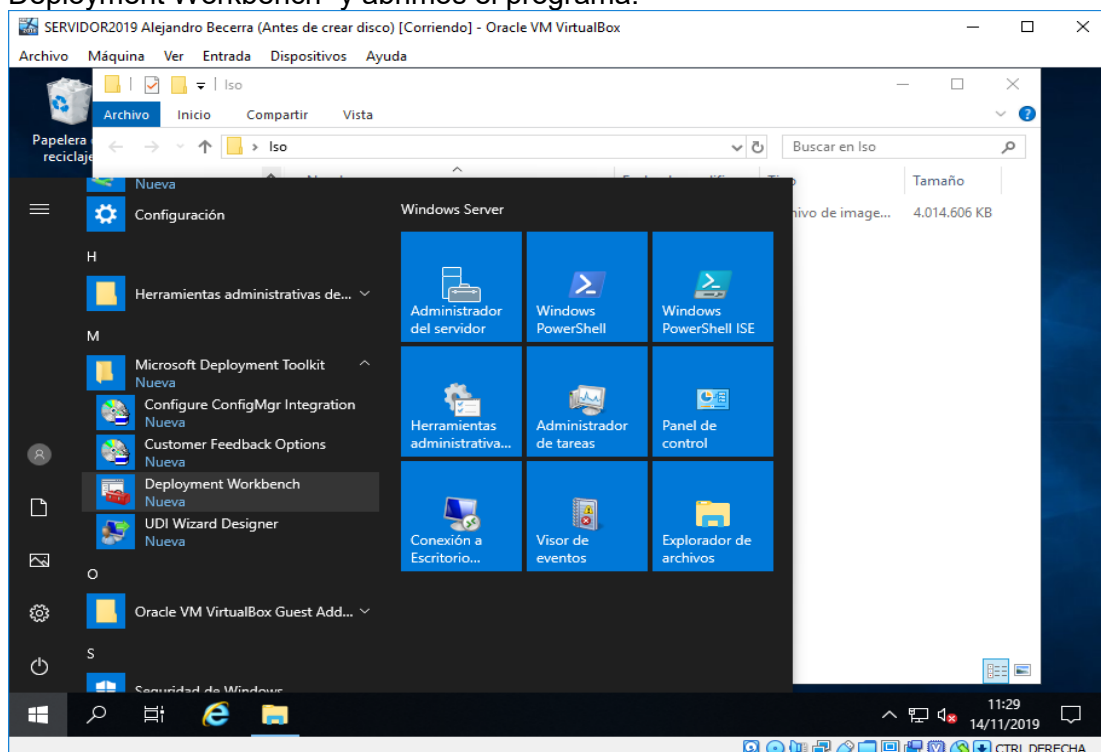 Deployment Workbench” y abrimos el programa.
SERVIDOR2019 Alejandro Becerra (Antes de crear disco) [Corriendo] - Oracle VM VirtualBox
Archivo Máquina Ver Entrada Dispositivos Ayuda
Iso
Archivo Inicio Compartir Vista
Papelera
reciclaje
Iso
Buscar en Iso
Tamaño
4.014.606 KB
Nueva
Configuración
H
Herramientas administrativas de...
M
Microsoft Deployment Toolkit
Nueva
Configure ConfigMgr Integration
Nueva
Customer Feedback Options
Nueva
Deployment Workbench
Nueva
UDI Wizard Designer
Nueva
O
Oracle VM VirtualBox Guest Add...
S
Seguridad de Windows
Windows Server
Administrador
del servidor
Windows
PowerShell
Windows
PowerShell ISE
Herramientas
administrativa...
Administrador
de tareas
Panel de
control
Conexión a
Escritorio...
Visor de
eventos
Explorador de
archivos
11:29
14/11/2019
CTRL DERECHA